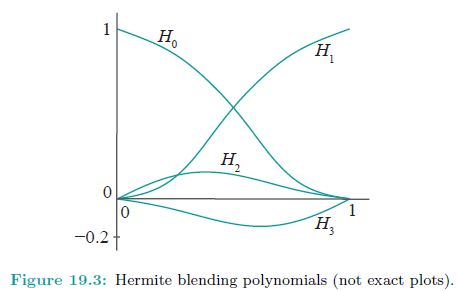 1
H₀
H₁
H₂
0
0
1
H₃
−0.2
Figure 19.3: Hermite blending polynomials (not exact plots).